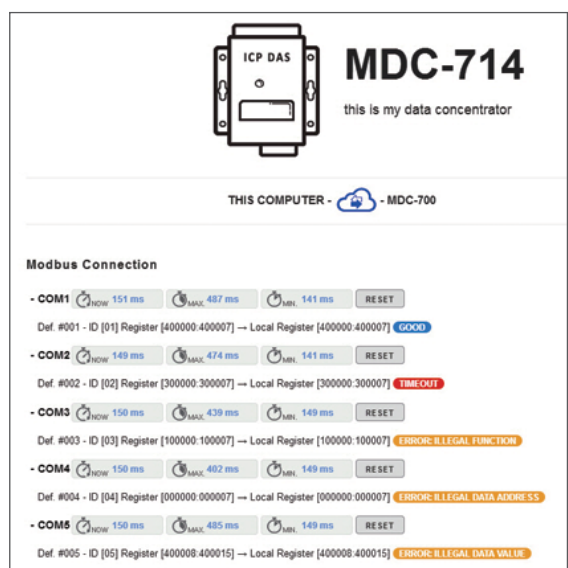 ICP DAS
MDC-714
this is my data concentrator
THIS COMPUTER - - MDC-700
Modbus Connection
- COM1 NOW 151 ms MAX. 487 ms MIN. 141 ms RESET
Def. #001 - ID [01] Register [400000:400007] → Local Register [400000:400007] GOOD
- COM2 NOW 149 ms MAX. 474 ms MIN. 141 ms RESET
Def. #002 - ID [02] Register [300000:300007] → Local Register [300000:300007] TIMEOUT
- COM3 NOW 150 ms MAX. 439 ms MIN. 149 ms RESET
Def. #003 - ID [03] Register [100000:100007] → Local Register [100000:100007] ERROR: ILLEGAL FUNCTION
- COM4 NOW 150 ms MAX. 402 ms MIN. 149 ms RESET
Def. #004 - ID [04] Register [000000:000007] → Local Register [000000:000007] ERROR: ILLEGAL DATA ADDRESS
- COM5 NOW 150 ms MAX. 485 ms MIN. 149 ms RESET
Def. #005 - ID [05] Register [400008:400015] → Local Register [400008:400015] ERROR: ILLEGAL DATA VALUE